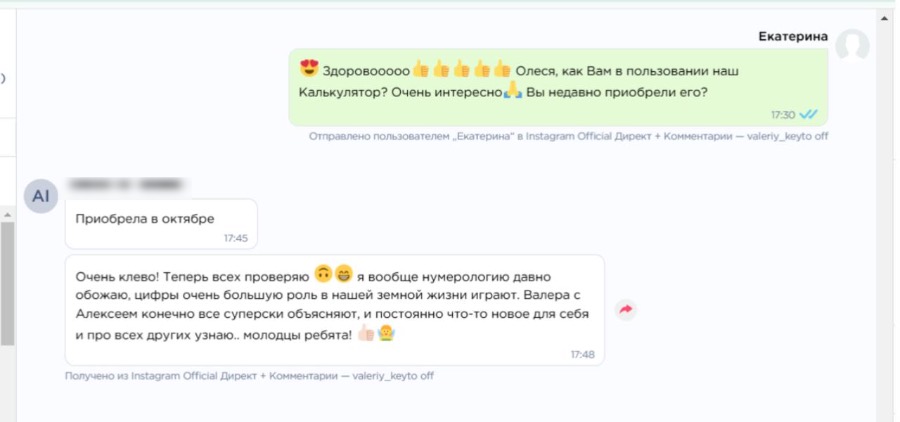 Екатерина
😍 Здоровооооо👍👍👍👍👍 Олеся, как Вам в пользовании наш
Калькулятор? Очень интересно🙏 Вы недавно приобрели его?
17:30
Отправлено пользователем „Екатерина" в Instagram Official Директ + Комментарии — valeriy_keyto off
)
AI
Приобрела в октябре
17:45
Очень клево! Теперь всех проверяю 🙃😁 я вообще нумерологию давно
обожаю, цифры очень большую роль в нашей земной жизни играют. Валера с
Алексеем конечно все суперски объясняют, и постоянно что-то новое для себя
и про всех других узнаю.. молодцы ребята! 👍🏻
17:48
Получено из Instagram Official Директ + Комментарии — valeriy_keyto off